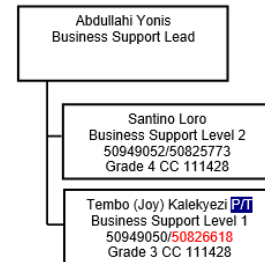 Abdullahi Yonis
Business Support Lead
Santino Loro
Business Support Level 2
50949052/50825773
Grade 4 CC 111428
Tembo (Joy) Kalekyezi P/T
Business Support Level 1
50949050/50826618
Grade 3 CC 111428